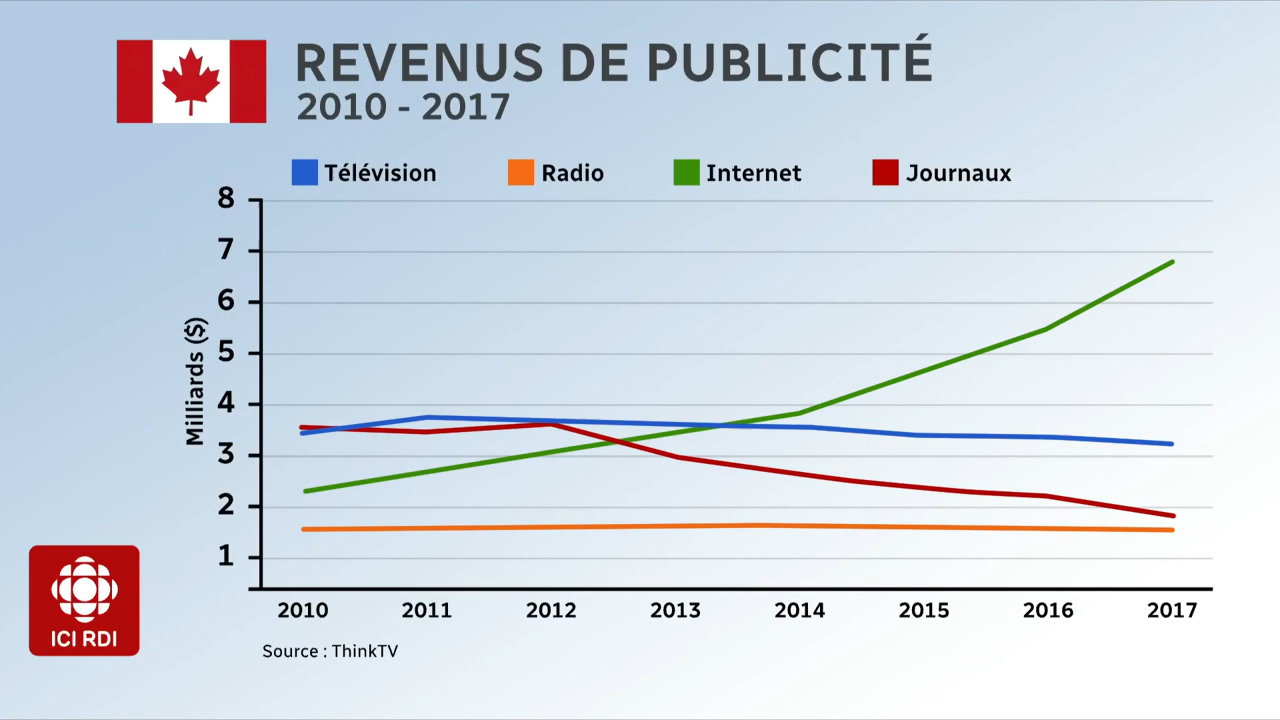 REVENUS DE PUBLICITÉ
2010 - 2017
Télévision Radio Internet Journaux
8
7
6
5
4
3
2
1
Milliards ($)
2010 2011 2012 2013 2014 2015 2016 2017
Source : ThinkTV
ICI RDI